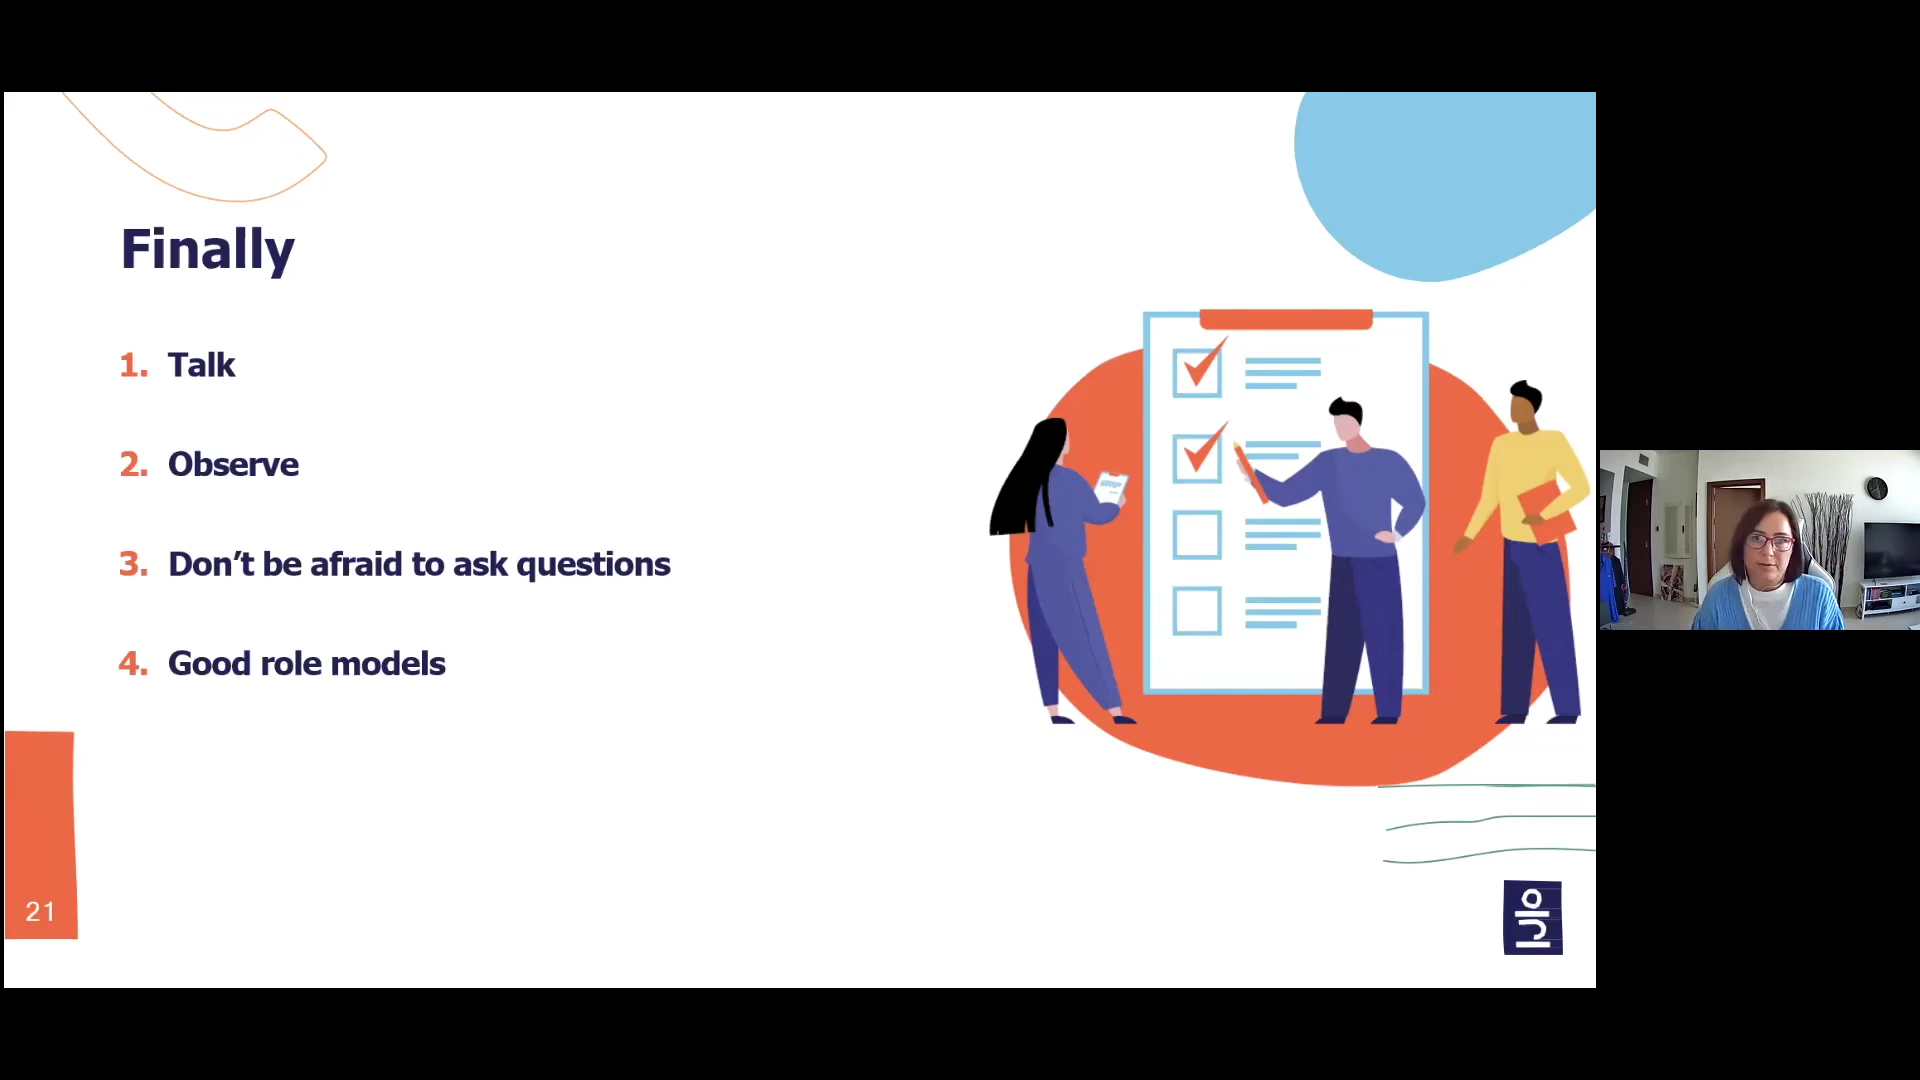 Finally
1. Talk
2. Observe
3. Don’t be afraid to ask questions
4. Good role models
21